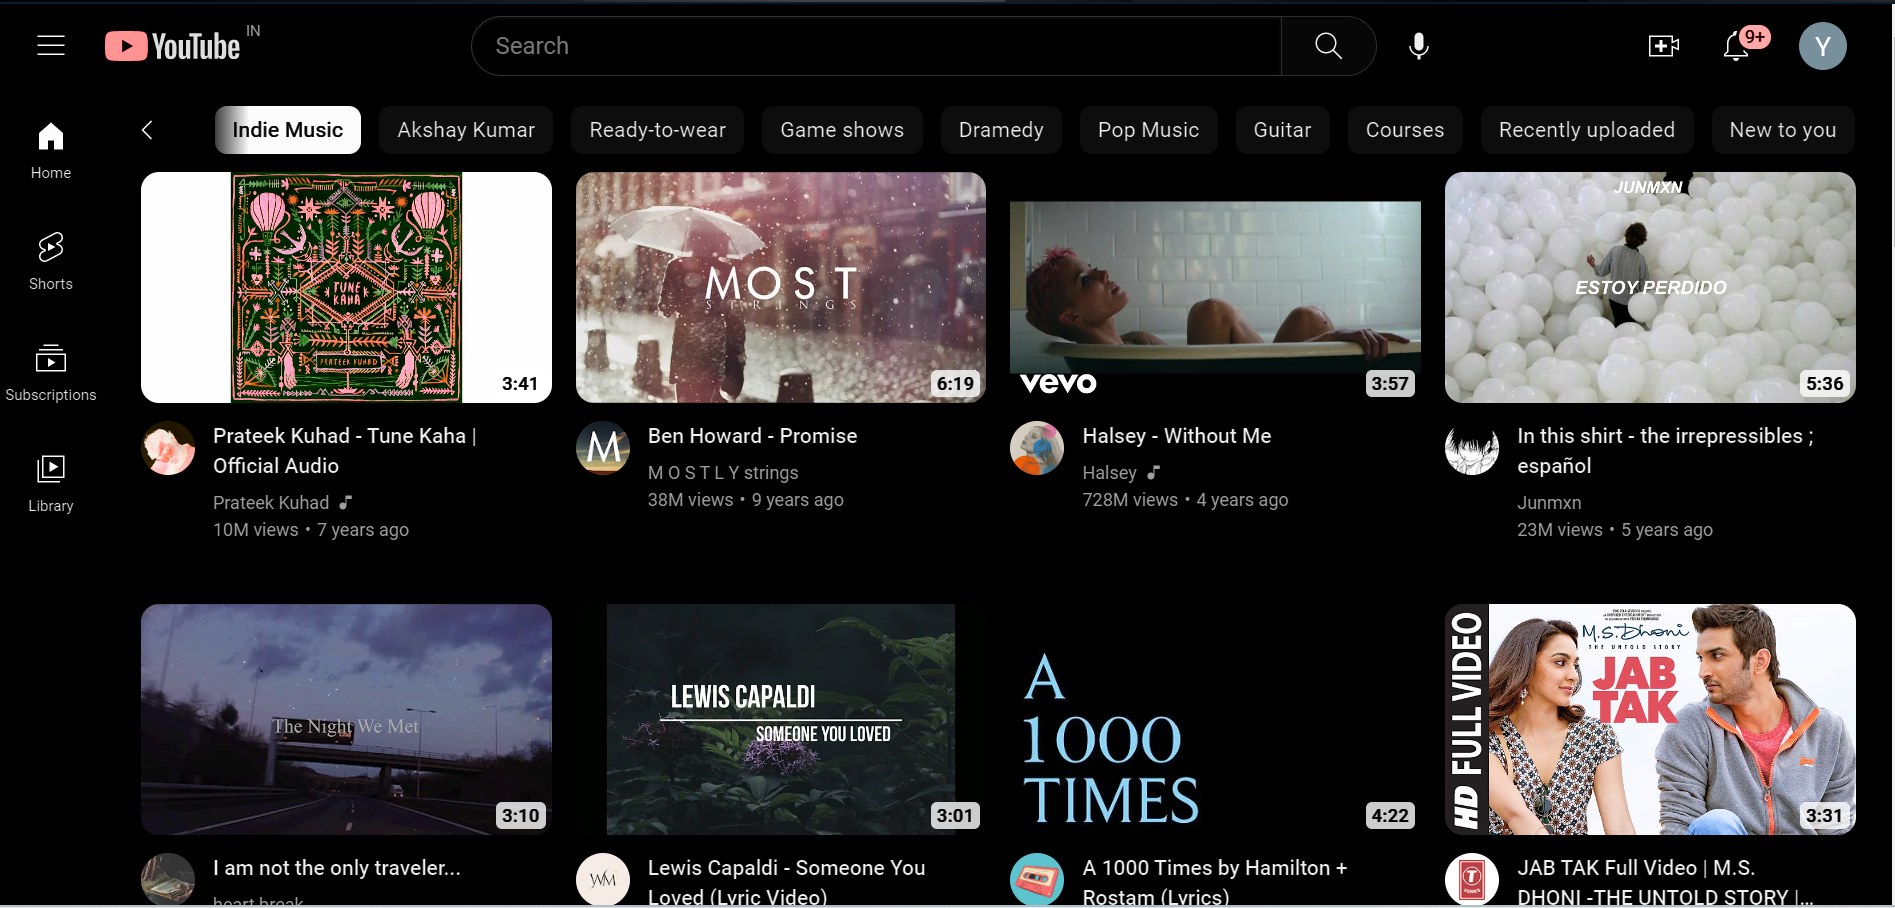 YouTube IN
Search
9+
Y
Indie Music
Akshay Kumar
Ready-to-wear
Game shows
Dramedy
Pop Music
Guitar
Courses
Recently uploaded
New to you
Home
Shorts
Subscriptions
Library
TUNE
KAHA
PRATEEK KUHAD
3:41
Prateek Kuhad - Tune Kaha |
Official Audio
Prateek Kuhad
10M views • 7 years ago
MOST
STRINGS
6:19
M
Ben Howard - Promise
M O S T L Y strings
38M views • 9 years ago
vevo
3:57
Halsey - Without Me
Halsey
728M views • 4 years ago
JUNMXN
ESTOY PERDIDO
5:36
In this shirt - the irrepressibles ;
español
Junmxn
23M views • 5 years ago
The Night We Met
3:10
I am not the only traveler...
heart break
LEWIS CAPALDI
SOMEONE YOU LOVED
3:01
WM
Lewis Capaldi - Someone You
Loved (Lyric Video)
A
1000
TIMES
4:22
A 1000 Times by Hamilton +
Rostam (Lyrics)
HD FULL VIDEO
M.S. Dhoni
THE UNTOLD STORY
JAB
TAK
3:31
T
JAB TAK Full Video | M.S.
DHONI -THE UNTOLD STORY |...